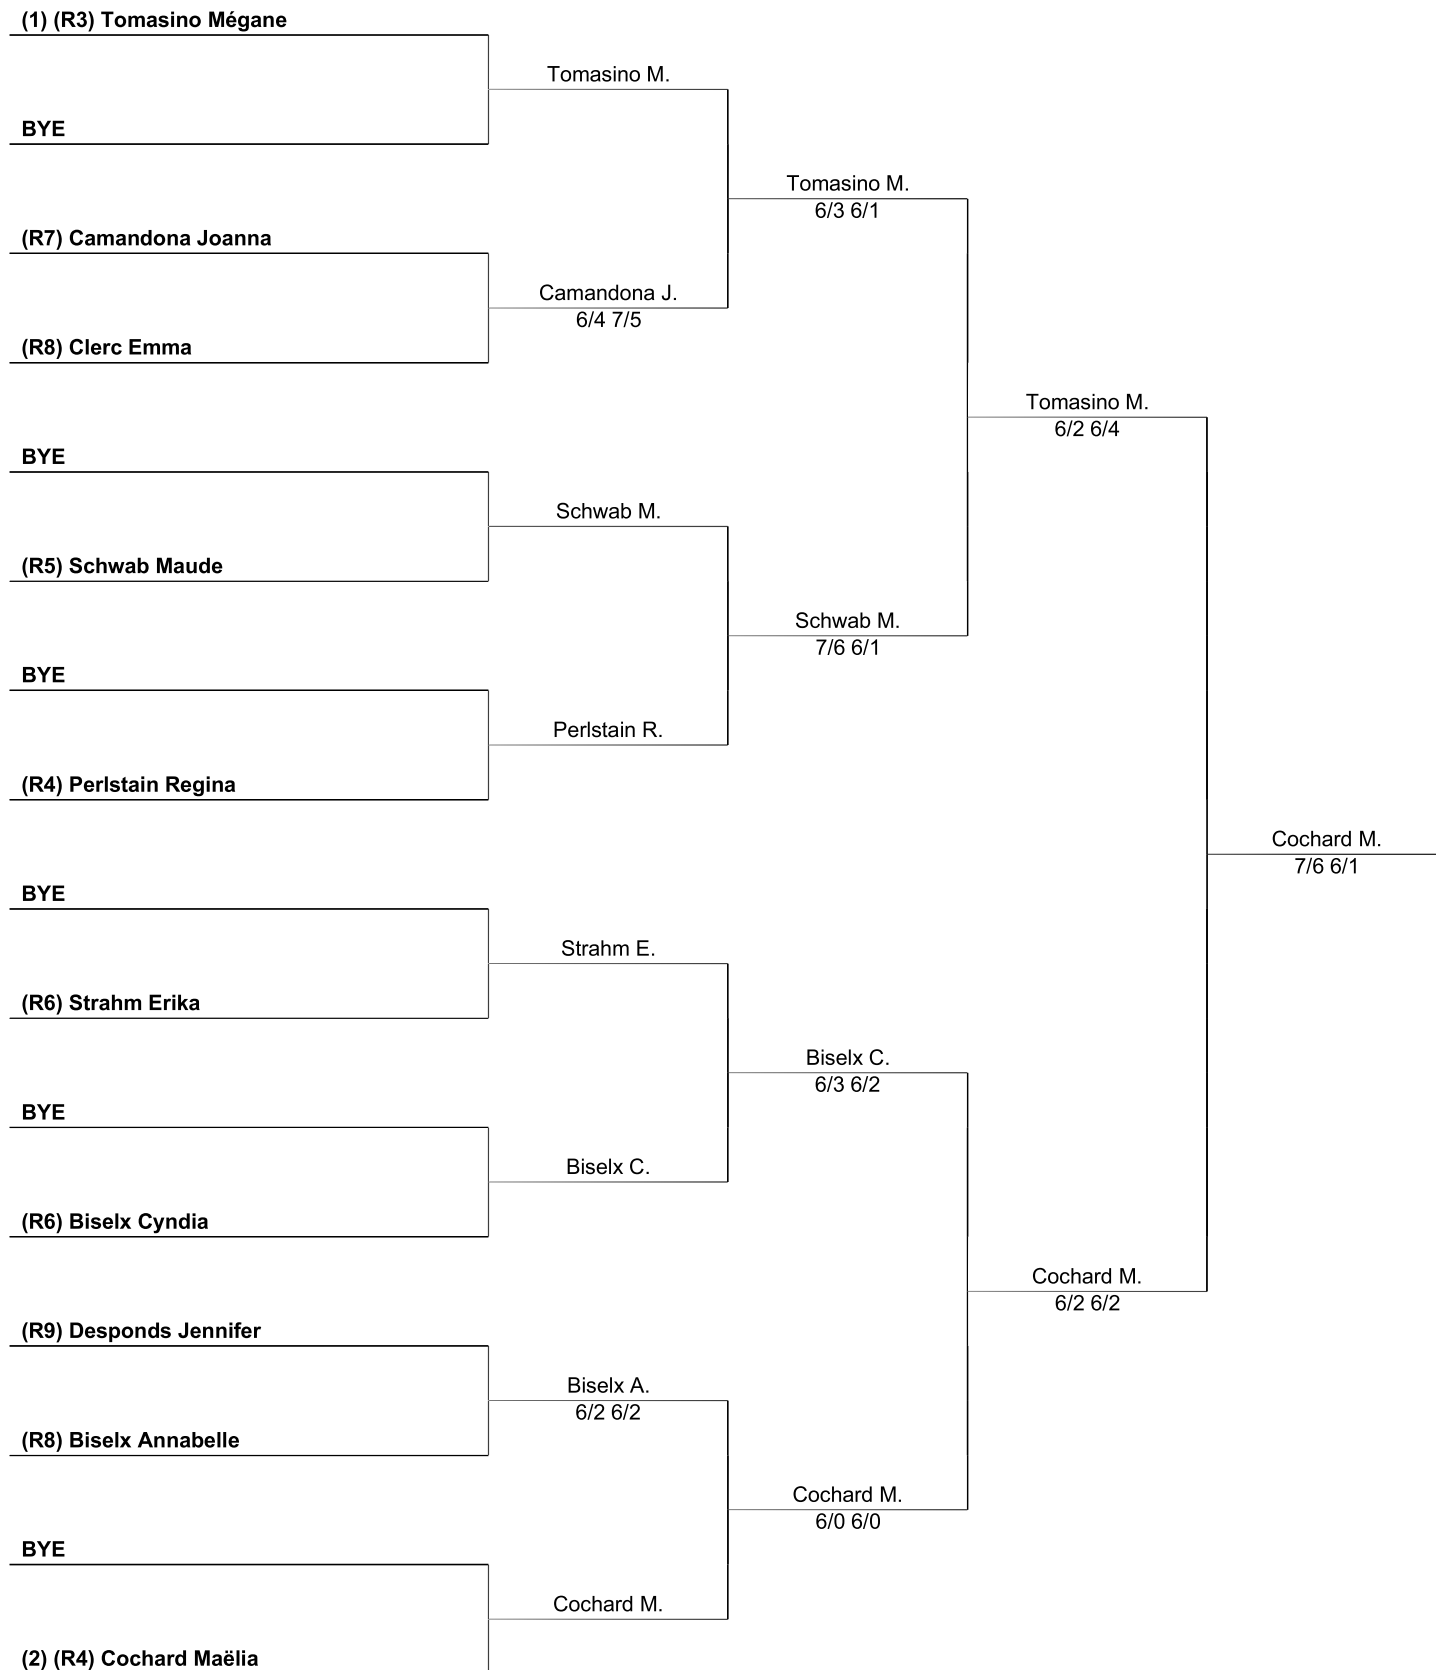 (1) (R3) Tomasino Mégane
Tomasino M.
BYE
Tomasino M.
6/3 6/1
(R7) Camandona Joanna
Camandona J.
6/4 7/5
(R8) Clerc Emma
Tomasino M.
6/2 6/4
BYE
Schwab M.
(R5) Schwab Maude
Schwab M.
7/6 6/1
BYE
Perlstain R.
(R4) Perlstain Regina
Cochard M.
7/6 6/1
BYE
Strahm E.
(R6) Strahm Erika
Biselx C.
6/3 6/2
BYE
Biselx C.
(R6) Biselx Cyndia
Cochard M.
6/2 6/2
(R9) Desponds Jennifer
Biselx A.
6/2 6/2
(R8) Biselx Annabelle
Cochard M.
6/0 6/0
BYE
Cochard M.
(2) (R4) Cochard Maëlia